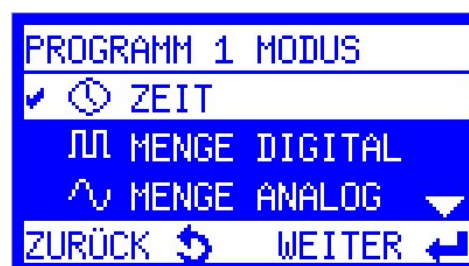 PROGRAMM 1 MODUS
ZEIT
MENGE DIGITAL
MENGE ANALOG
ZURÜCK WEITER